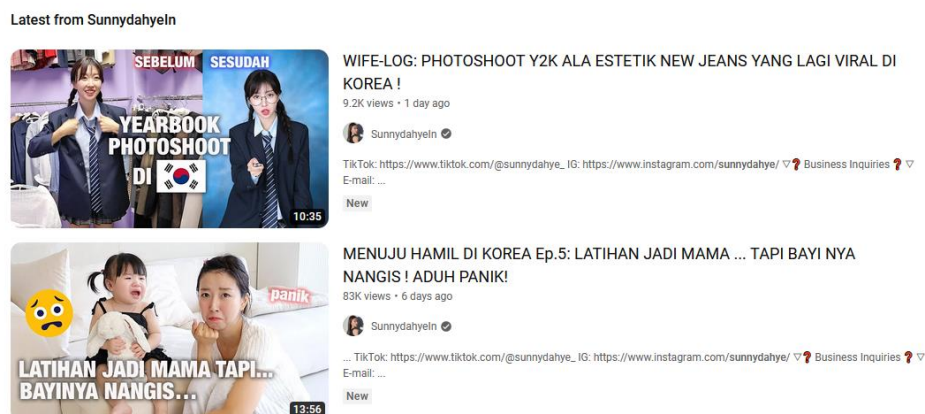 Latest from SunnydahyeIn
SEBELUM SESUDAH
YEARBOOK
PHOTOSHOOT
DI
10:35
WIFE-LOG: PHOTOSHOOT Y2K ALA ESTETIK NEW JEANS YANG LAGI VIRAL DI
KOREA !
9.2K views • 1 day ago
SunnydahyeIn
TikTok: https://www.tiktok.com/@sunnydahye_ IG: https://www.instagram.com/sunnydahye/ ▽❓ Business Inquiries ❓ ▽
E-mail: ...
New
panik
LATIHAN JADI MAMA TAPI...
BAYINYA NANGIS...
13:56
MENUJU HAMIL DI KOREA Ep.5: LATIHAN JADI MAMA ... TAPI BAYI NYA
NANGIS ! ADUH PANIK!
83K views • 6 days ago
SunnydahyeIn
... TikTok: https://www.tiktok.com/@sunnydahye_ IG: https://www.instagram.com/sunnydahye/ ▽❓ Business Inquiries ❓ ▽
E-mail: ...
New